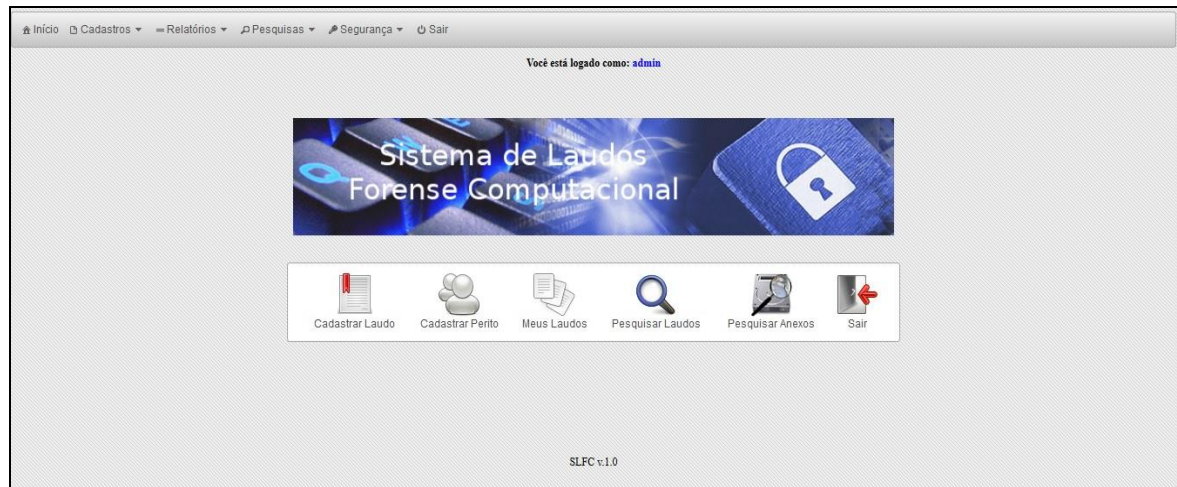 Início Cadastros Relatórios Pesquisas Segurança Sair
Você está logado como: admin
Sistema de Laudos
Forense Computacional
Cadastrar Laudo Cadastrar Perito Meus Laudos Pesquisar Laudos Pesquisar Anexos Sair
SLFC v.1.0